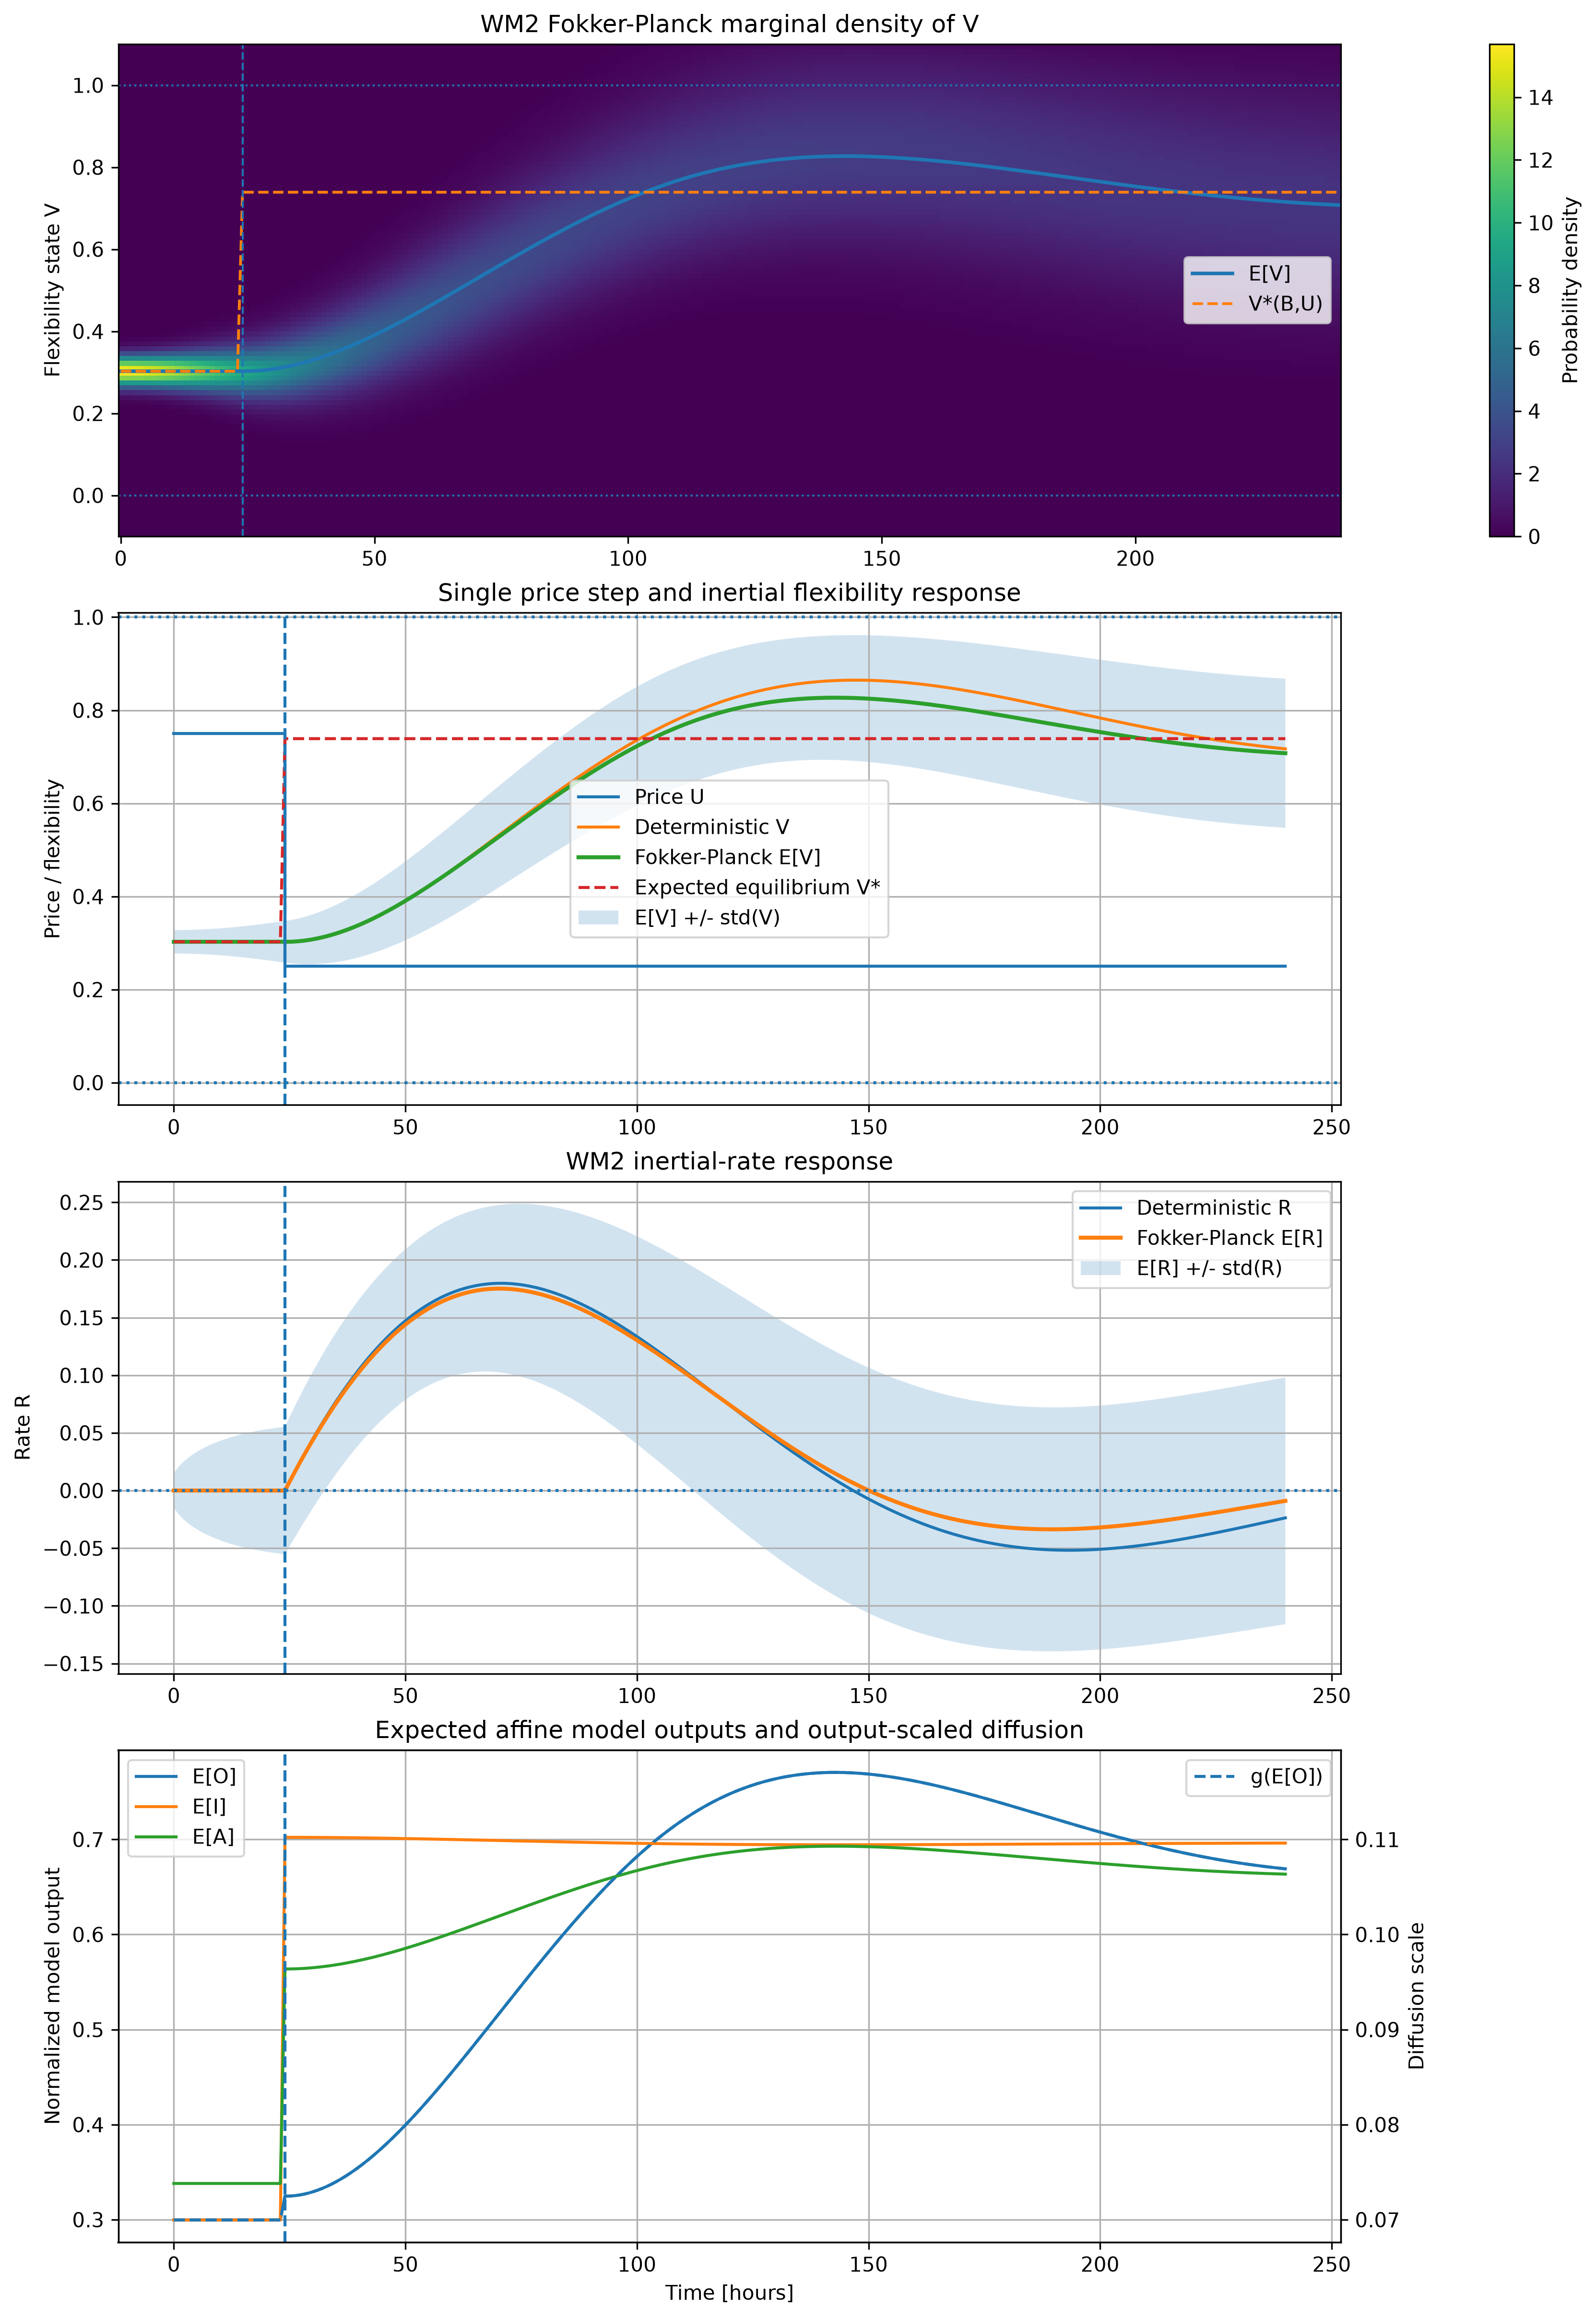 WM2 Fokker-Planck marginal density of V
1.0
0.8
0.6
0.4
0.2
0.0
Flexibility state V
E[V]
V*(B,U)
0 50 100 150 200
14
12
10
8
6
4
2
0
Probability density
Single price step and inertial flexibility response
1.0
0.8
0.6
0.4
0.2
0.0
Price / flexibility
Price U
Deterministic V
Fokker-Planck E[V]
Expected equilibrium V*
E[V] +/- std(V)
0 50 100 150 200 250
WM2 inertial-rate response
0.25
0.20
0.15
0.10
0.05
0.00
−0.05
−0.10
−0.15
Rate R
Deterministic R
Fokker-Planck E[R]
E[R] +/- std(R)
0 50 100 150 200 250
Expected affine model outputs and output-scaled diffusion
E[O]
E[I]
E[A]
g(E[O])
0.7
0.6
0.5
0.4
0.3
Normalized model output
0.11
0.10
0.09
0.08
0.07
Diffusion scale
0 50 100 150 200 250
Time [hours]